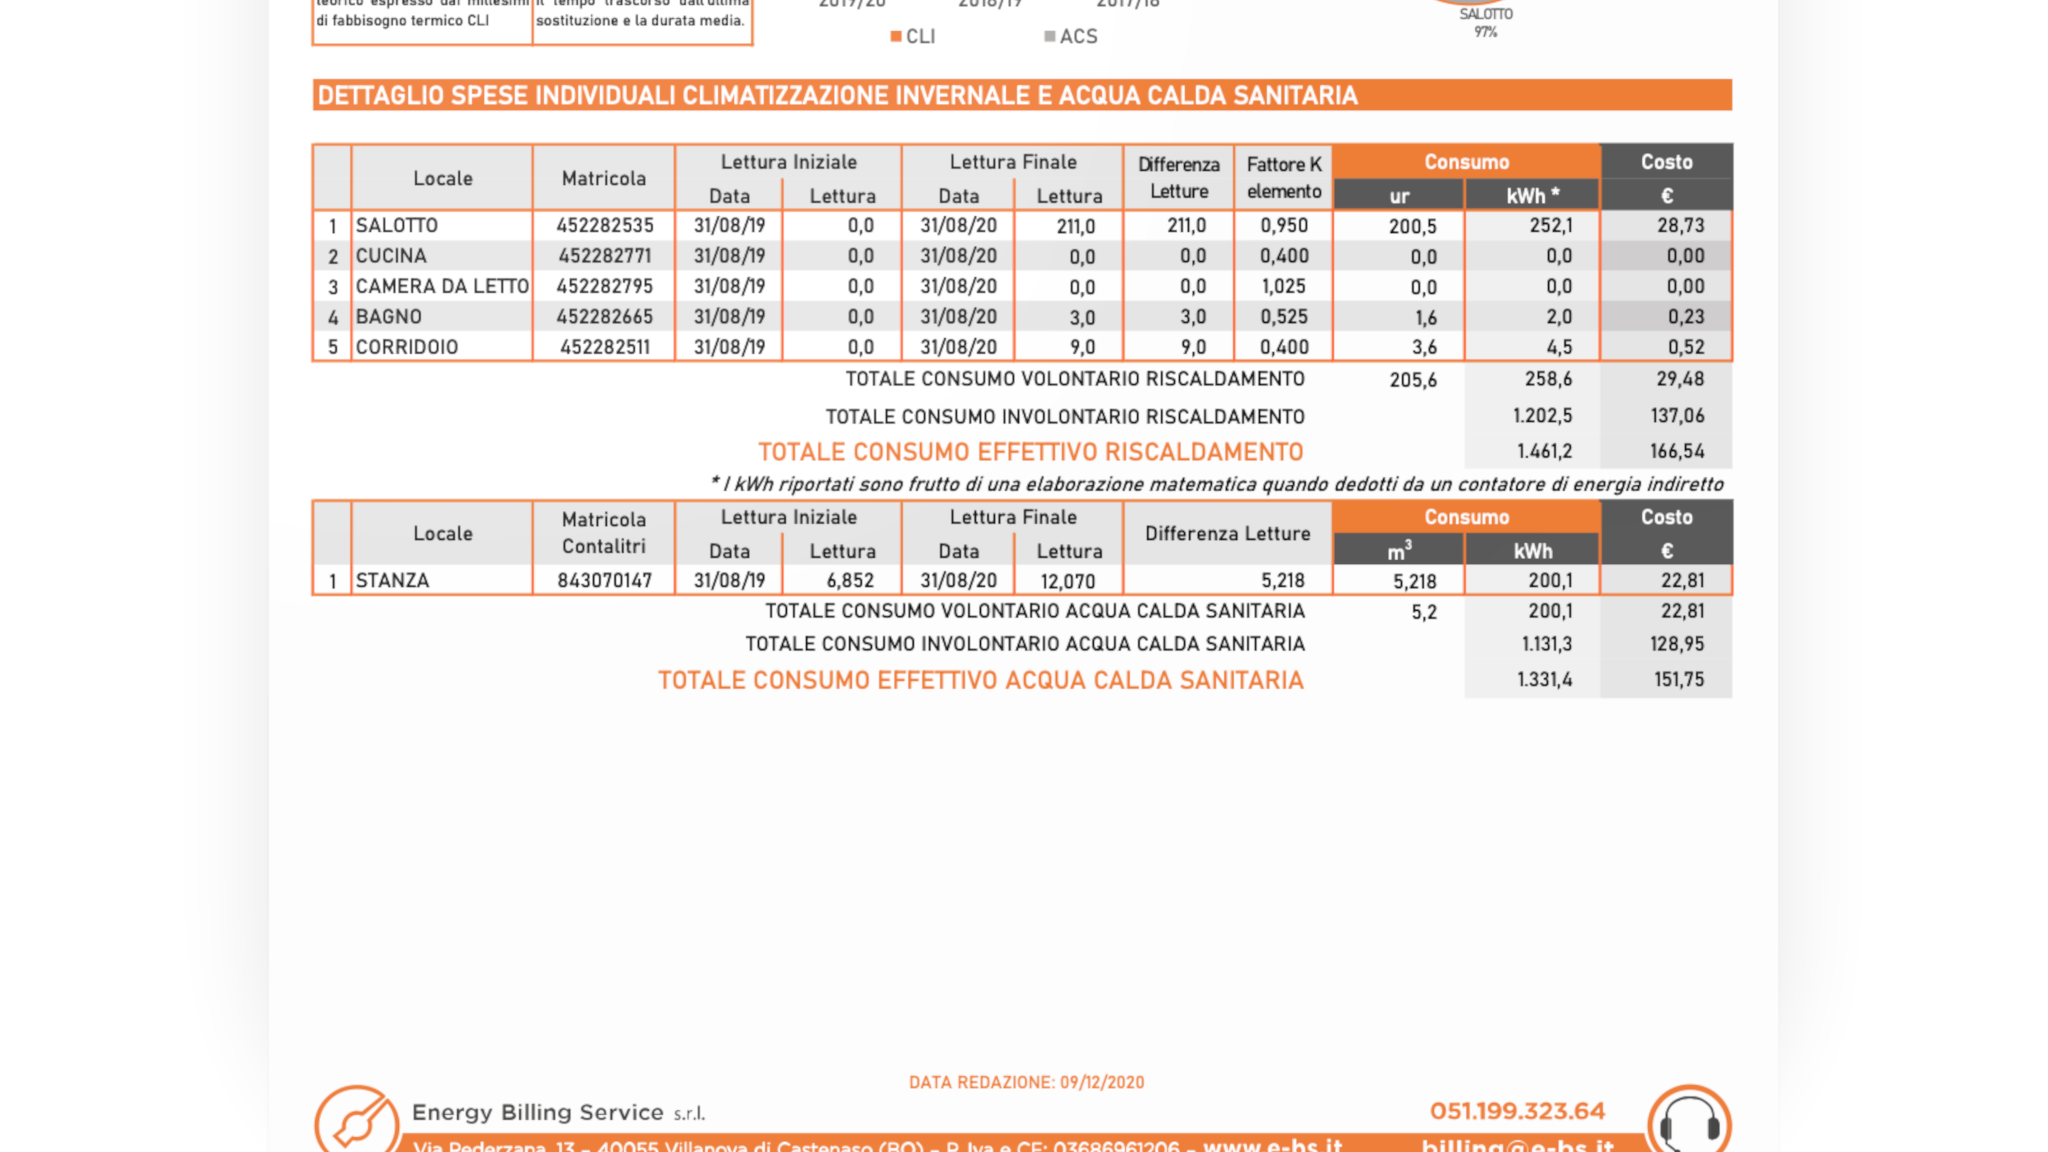 teorico espresso dai millesimi
di fabbisogno termico CLI
il tempo trascorso dall'ultima
sostituzione e la durata media.
2019/20 2018/19 2017/18
CLI ACS
SALOTTO
97%
DETTAGLIO SPESE INDIVIDUALI CLIMATIZZAZIONE INVERNALE E ACQUA CALDA SANITARIA
Locale Matricola Lettura Iniziale Lettura Finale Differenza Letture Fattore K elemento Consumo Costo
Data Lettura Data Lettura ur kWh * €
1 SALOTTO 452282535 31/08/19 0,0 31/08/20 211,0 211,0 0,950 200,5 252,1 28,73
2 CUCINA 452282771 31/08/19 0,0 31/08/20 0,0 0,0 0,400 0,0 0,0 0,00
3 CAMERA DA LETTO 452282795 31/08/19 0,0 31/08/20 0,0 0,0 1,025 0,0 0,0 0,00
4 BAGNO 452282665 31/08/19 0,0 31/08/20 3,0 3,0 0,525 1,6 2,0 0,23
5 CORRIDOIO 452282511 31/08/19 0,0 31/08/20 9,0 9,0 0,400 3,6 4,5 0,52
TOTALE CONSUMO VOLONTARIO RISCALDAMENTO 205,6 258,6 29,48
TOTALE CONSUMO INVOLONTARIO RISCALDAMENTO 1.202,5 137,06
TOTALE CONSUMO EFFETTIVO RISCALDAMENTO 1.461,2 166,54
* I kWh riportati sono frutto di una elaborazione matematica quando dedotti da un contatore di energia indiretto
Locale Matricola Contalitri Lettura Iniziale Lettura Finale Differenza Letture Consumo Costo
Data Lettura Data Lettura m³ kWh €
1 STANZA 843070147 31/08/19 6,852 31/08/20 12,070 5,218 5,218 200,1 22,81
TOTALE CONSUMO VOLONTARIO ACQUA CALDA SANITARIA 5,2 200,1 22,81
TOTALE CONSUMO INVOLONTARIO ACQUA CALDA SANITARIA 1.131,3 128,95
TOTALE CONSUMO EFFETTIVO ACQUA CALDA SANITARIA 1.331,4 151,75
DATA REDAZIONE: 09/12/2020
Energy Billing Service s.r.l. 051.199.323.64
Via Pederzana, 13 - 40055 Villanova di Castenaso (BO) - P. Iva e CF: 03686961206 - www.e-bs.it billing@e-bs.it